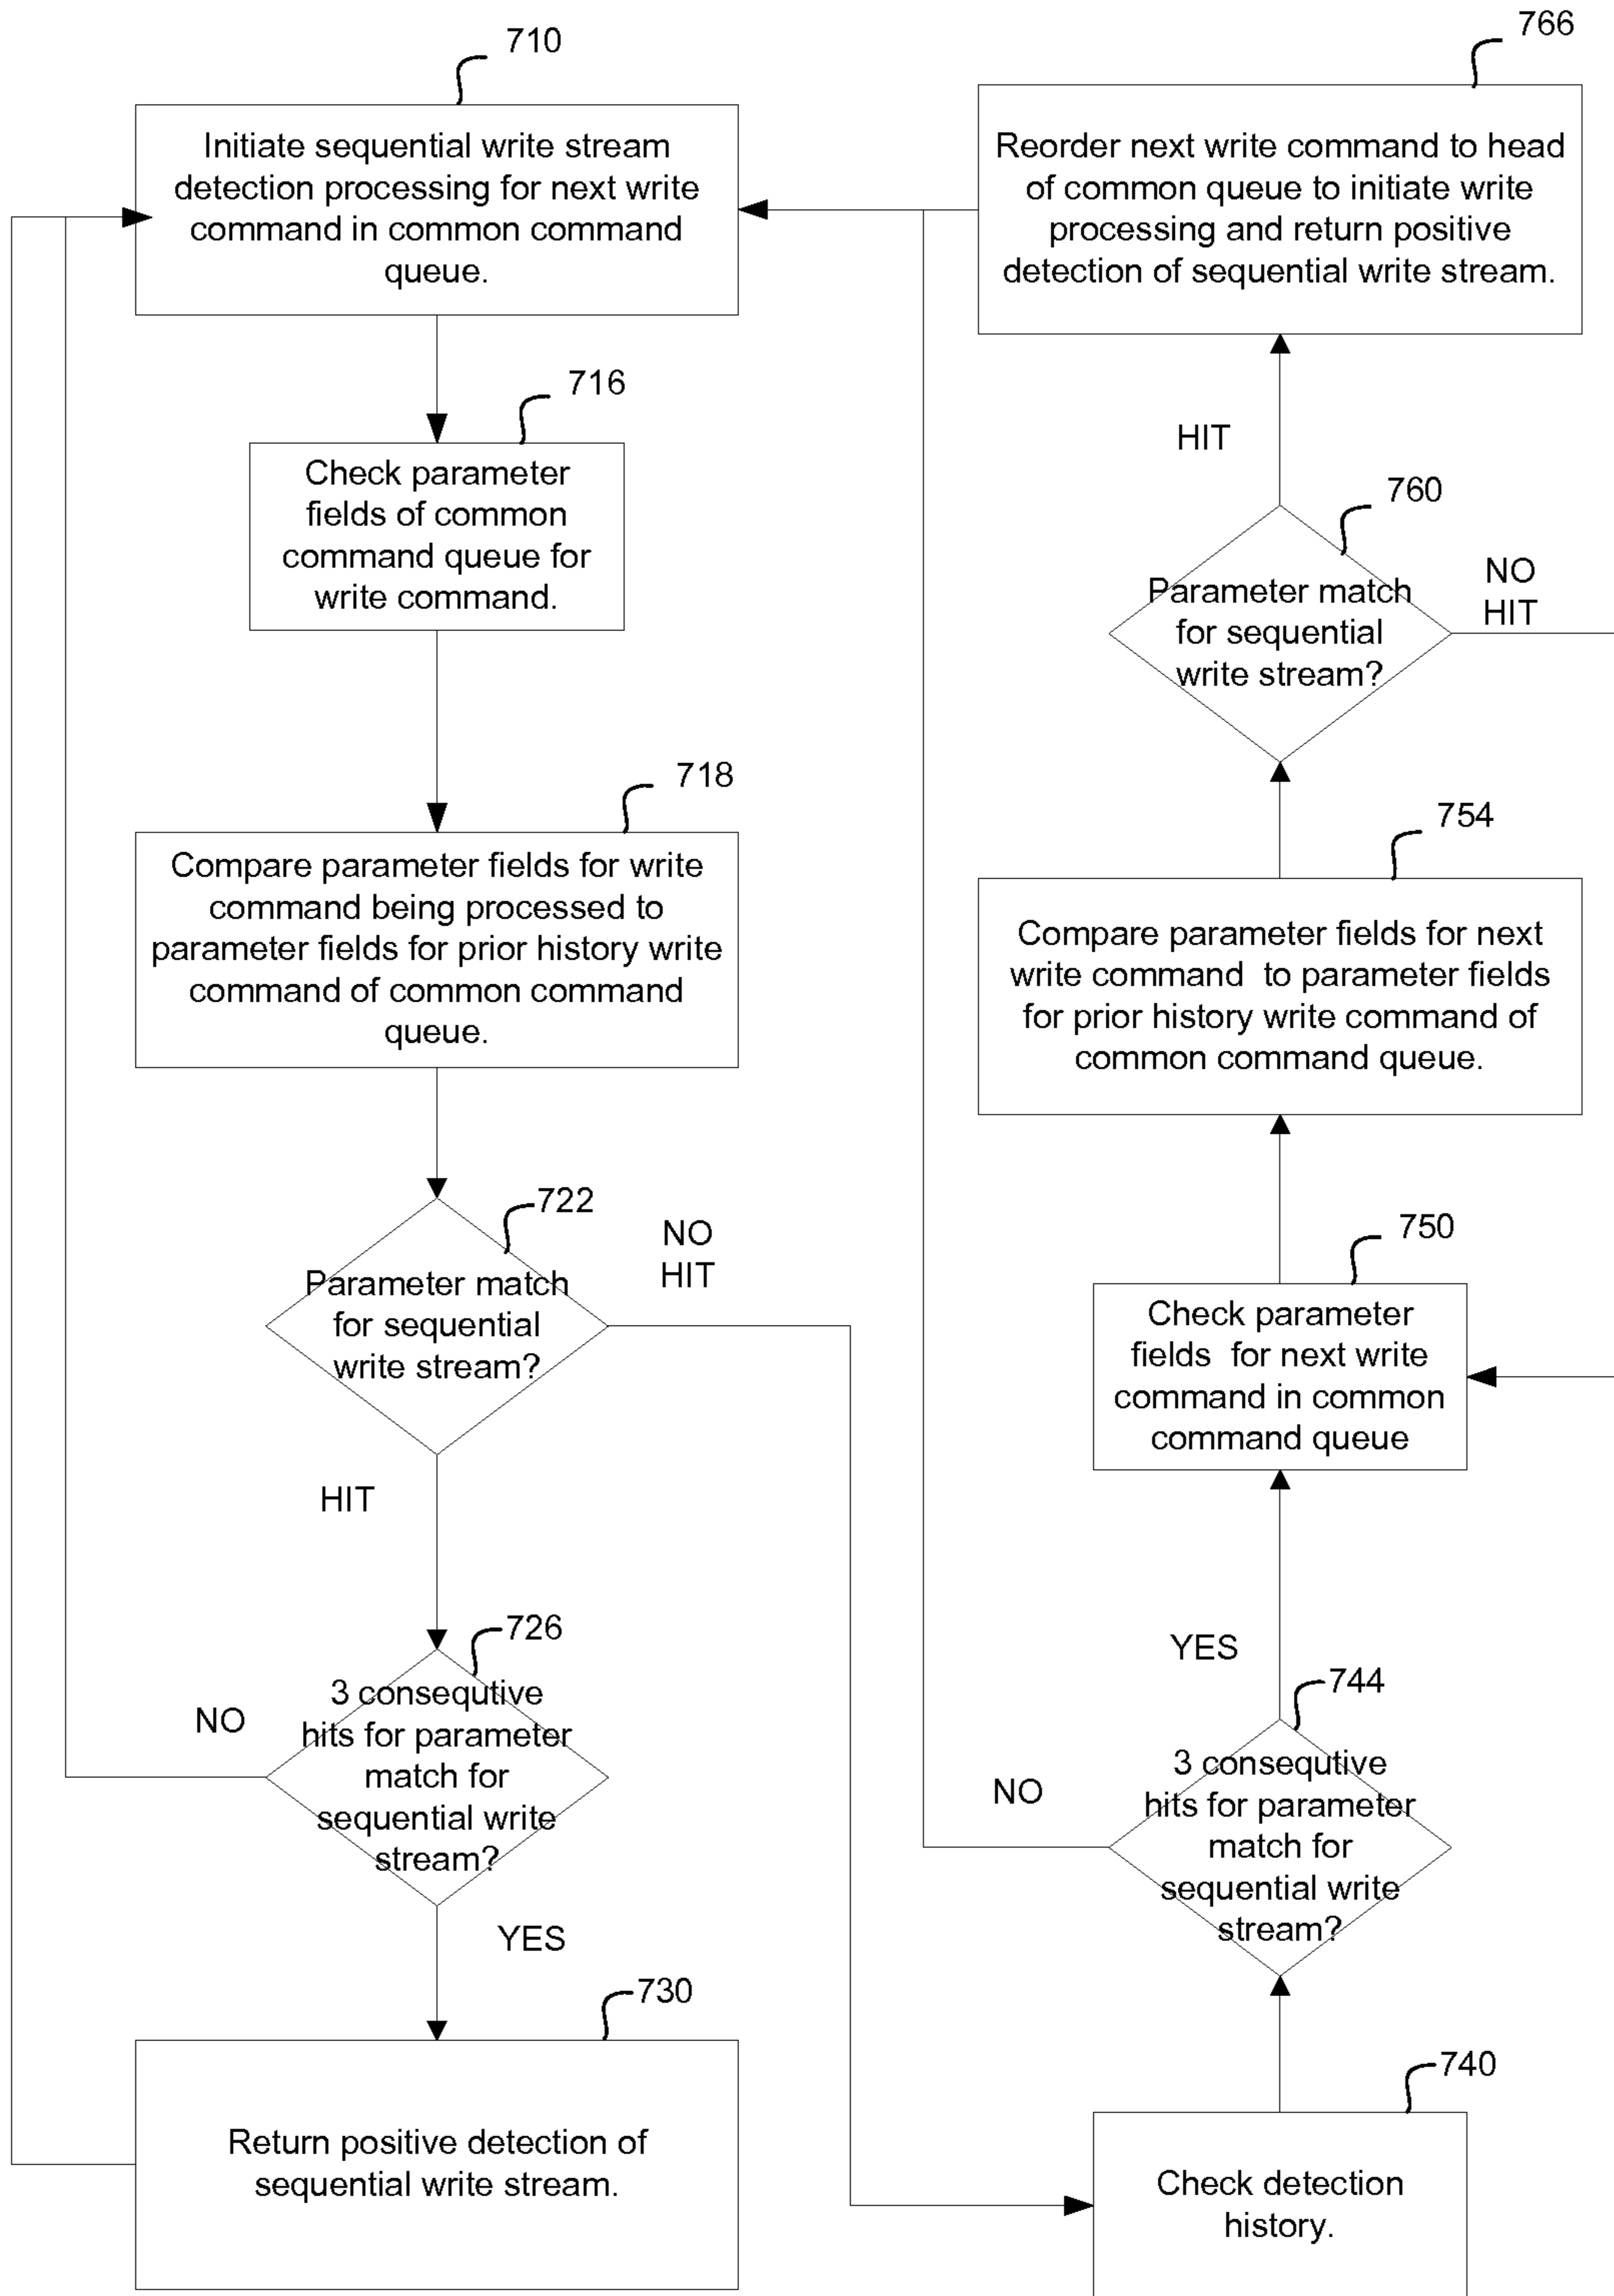 710
Initiate sequential write stream
detection processing for next write
command in common command
queue.
716
Check parameter
fields of common
command queue for
write command.
718
Compare parameter fields for write
command being processed to
parameter fields for prior history write
command of common command
queue.
722
Parameter match
for sequential
write stream?
NO
HIT
HIT
726
3 consequtive
hits for parameter
match for
sequential write
stream?
NO
YES
730
Return positive detection of
sequential write stream.
766
Reorder next write command to head
of common queue to initiate write
processing and return positive
detection of sequential write stream.
HIT
760
Parameter match
for sequential
write stream?
NO
HIT
754
Compare parameter fields for next
write command to parameter fields
for prior history write command of
common command queue.
750
Check parameter
fields for next write
command in common
command queue
YES
744
3 consequtive
hits for parameter
match for
sequential write
stream?
NO
740
Check detection
history.